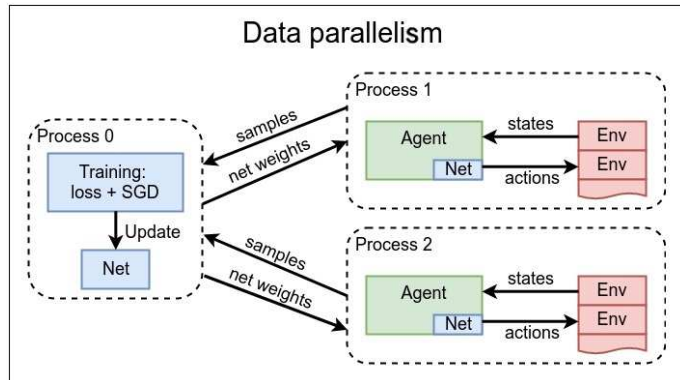 Data parallelism
Process 0
Training:
loss + SGD
Update
Net
samples
net weights
samples
net weights
Process 1
Agent
Net
states
actions
Env
Env
Process 2
Agent
Net
states
actions
Env
Env